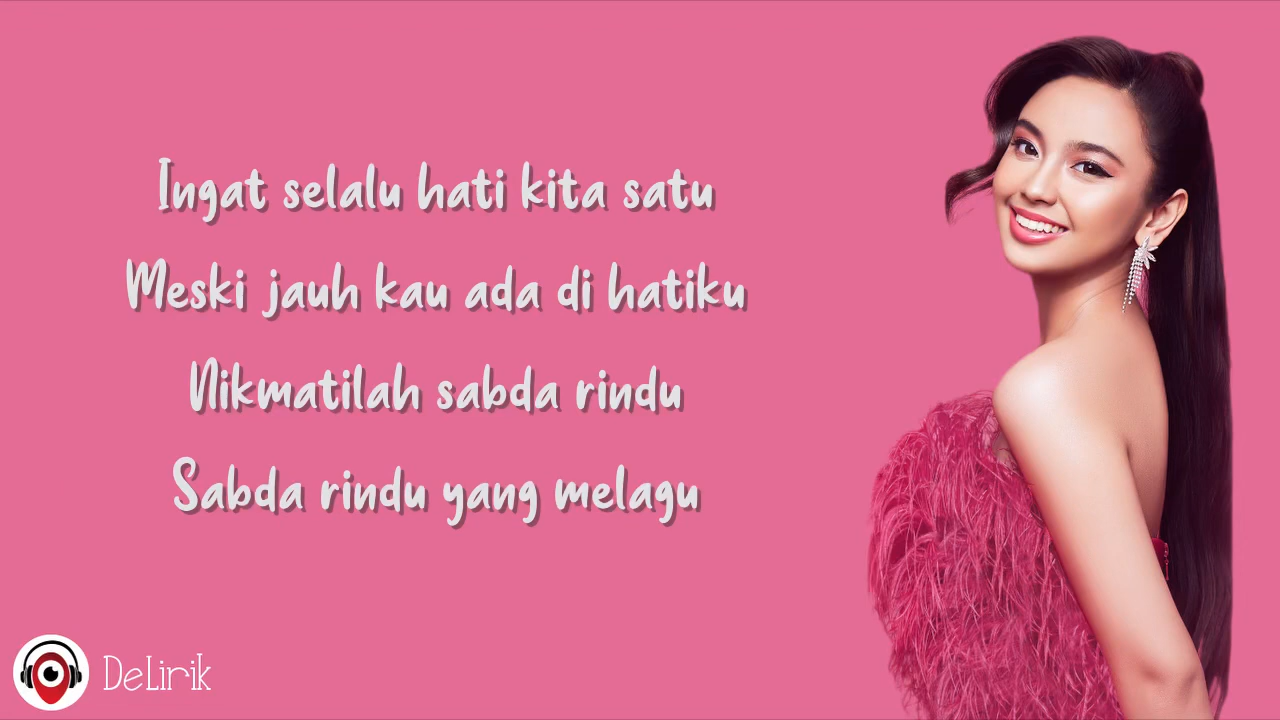 Ingat selalu hati kita satu
Meski jauh kau ada di hatiku
Nikmatilah sabda rindu
Sabda rindu yang melagu
DeLirik